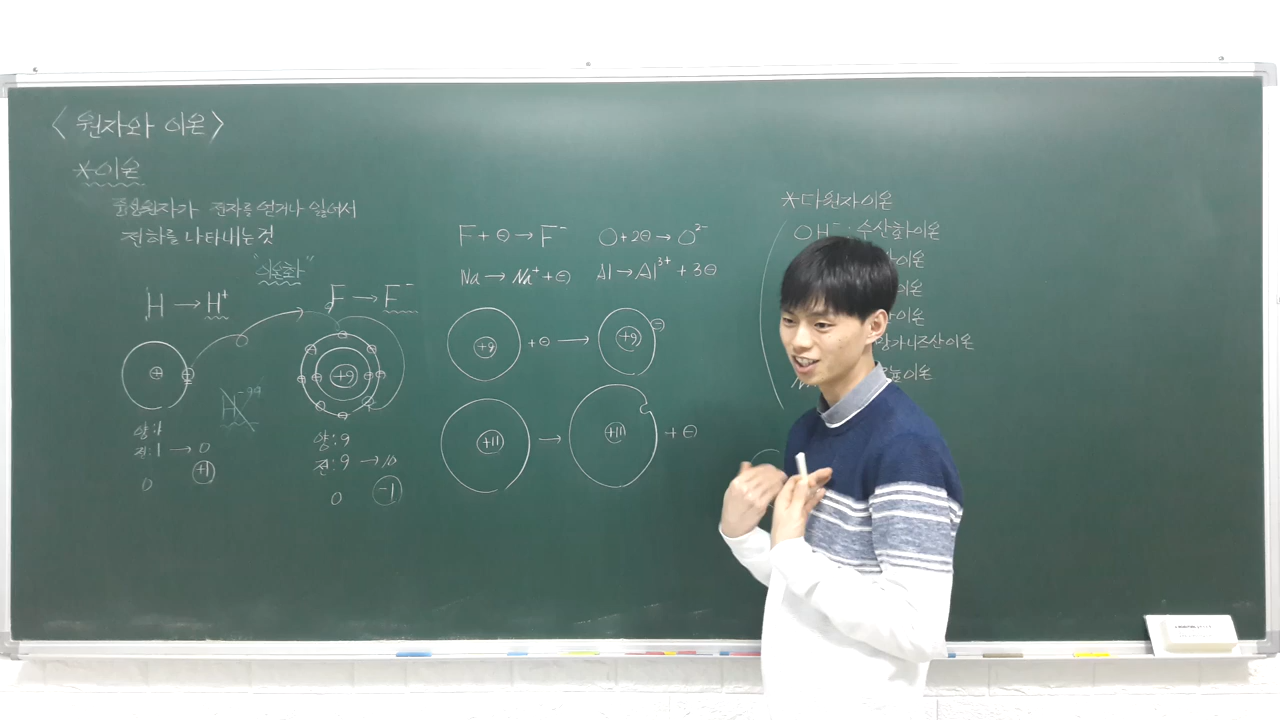 <원자와 이온>
*이온
중성원자가 전자를 얻거나 잃어서
전하를 나타내는 것
"이온화"
H → H⁺
F → F⁻
+
+9
H⁻⁹⁹
양:1
전:1 → 0
0
+1
양:9
전:9 → 10
0
-1
F + ⊖ → F⁻
O + 2⊖ → O²⁻
Na → Na⁺ + ⊖
Al → Al³⁺ + 3⊖
+9 + ⊖ → +9 ⊖
+11 → +11 + ⊖
*다원자 이온
OH⁻: 수산화 이온
이온
이온
이온
망가니즈산 이온
이온